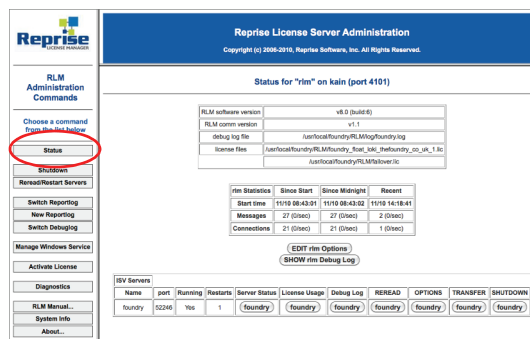 Reprise
LICENSE MANAGER
RLM
Administration
Commands
Choose a command
from the list below
Status
Shutdown
Reread/Restart Servers
Switch Reportlog
New Reportlog
Switch Debuglog
Manage Windows Service
Activate License
Diagnostics
RLM Manual...
System Info
About...
Reprise License Server Administration
Copyright (c) 2006-2010, Reprise Software, Inc. All Rights Reserved.
Status for "rlm" on kain (port 4101)
RLM software version v8.0 (build:6)
RLM comm version v1.1
debug log file /usr/local/foundry/RLM/log/foundry.log
license files /usr/local/foundry/RLM/foundry_float_loki_thefoundry_co_uk_1.lic
/usr/local/foundry/RLM/failover.lic
rlm Statistics Since Start Since Midnight Recent
Start time 11/10 08:43:01 11/10 08:43:02 11/10 14:18:41
Messages 27 (0/sec) 27 (0/sec) 2 (0/sec)
Connections 21 (0/sec) 21 (0/sec) 1 (0/sec)
EDIT rlm Options
SHOW rlm Debug Log
ISV Servers
Name port Running Restarts Server Status License Usage Debug Log REREAD OPTIONS TRANSFER SHUTDOWN
foundry 52246 Yes 1 foundry foundry foundry foundry foundry foundry foundry